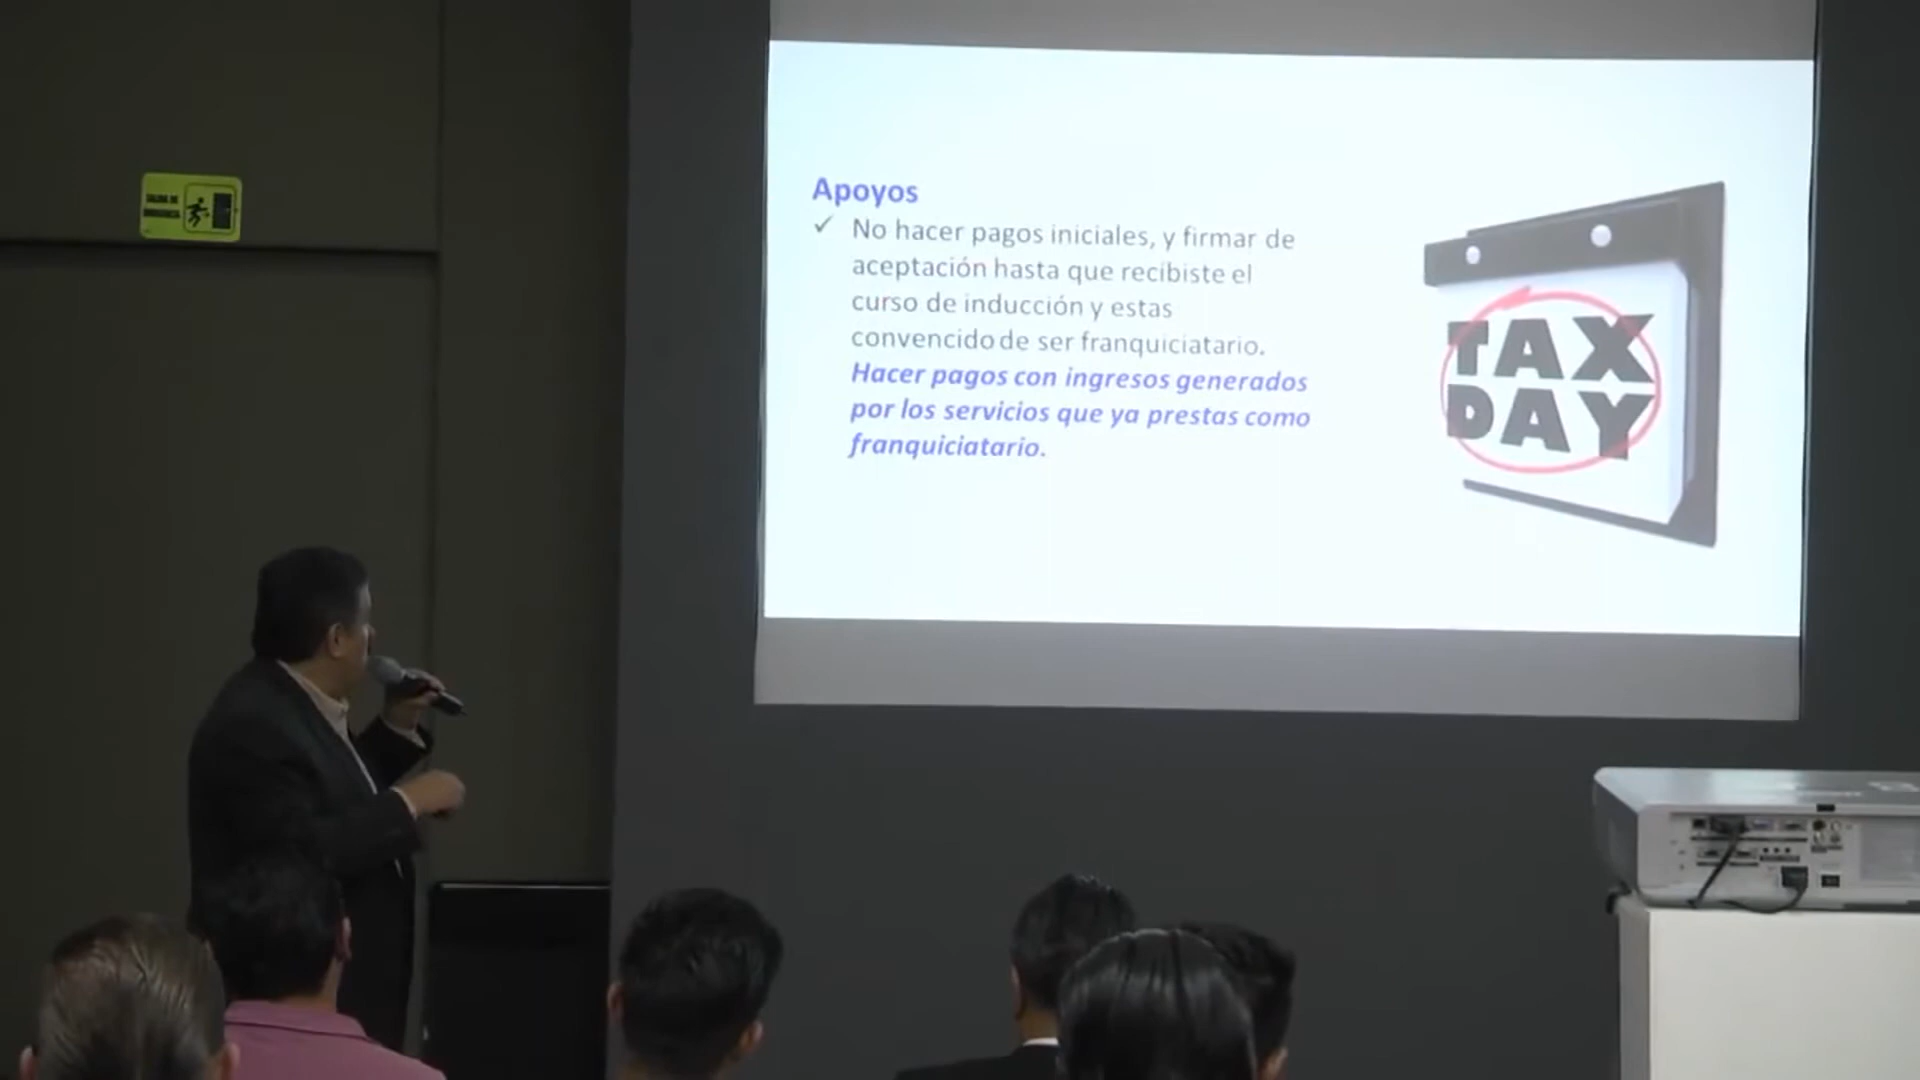 SALIDA DE
EMERGENCIA
Apoyos
✓ No hacer pagos iniciales, y firmar de
aceptación hasta que recibiste el
curso de inducción y estas
convencido de ser franquiciatario.
Hacer pagos con ingresos generados
por los servicios que ya prestas como
franquiciatario.
TAX
DAY